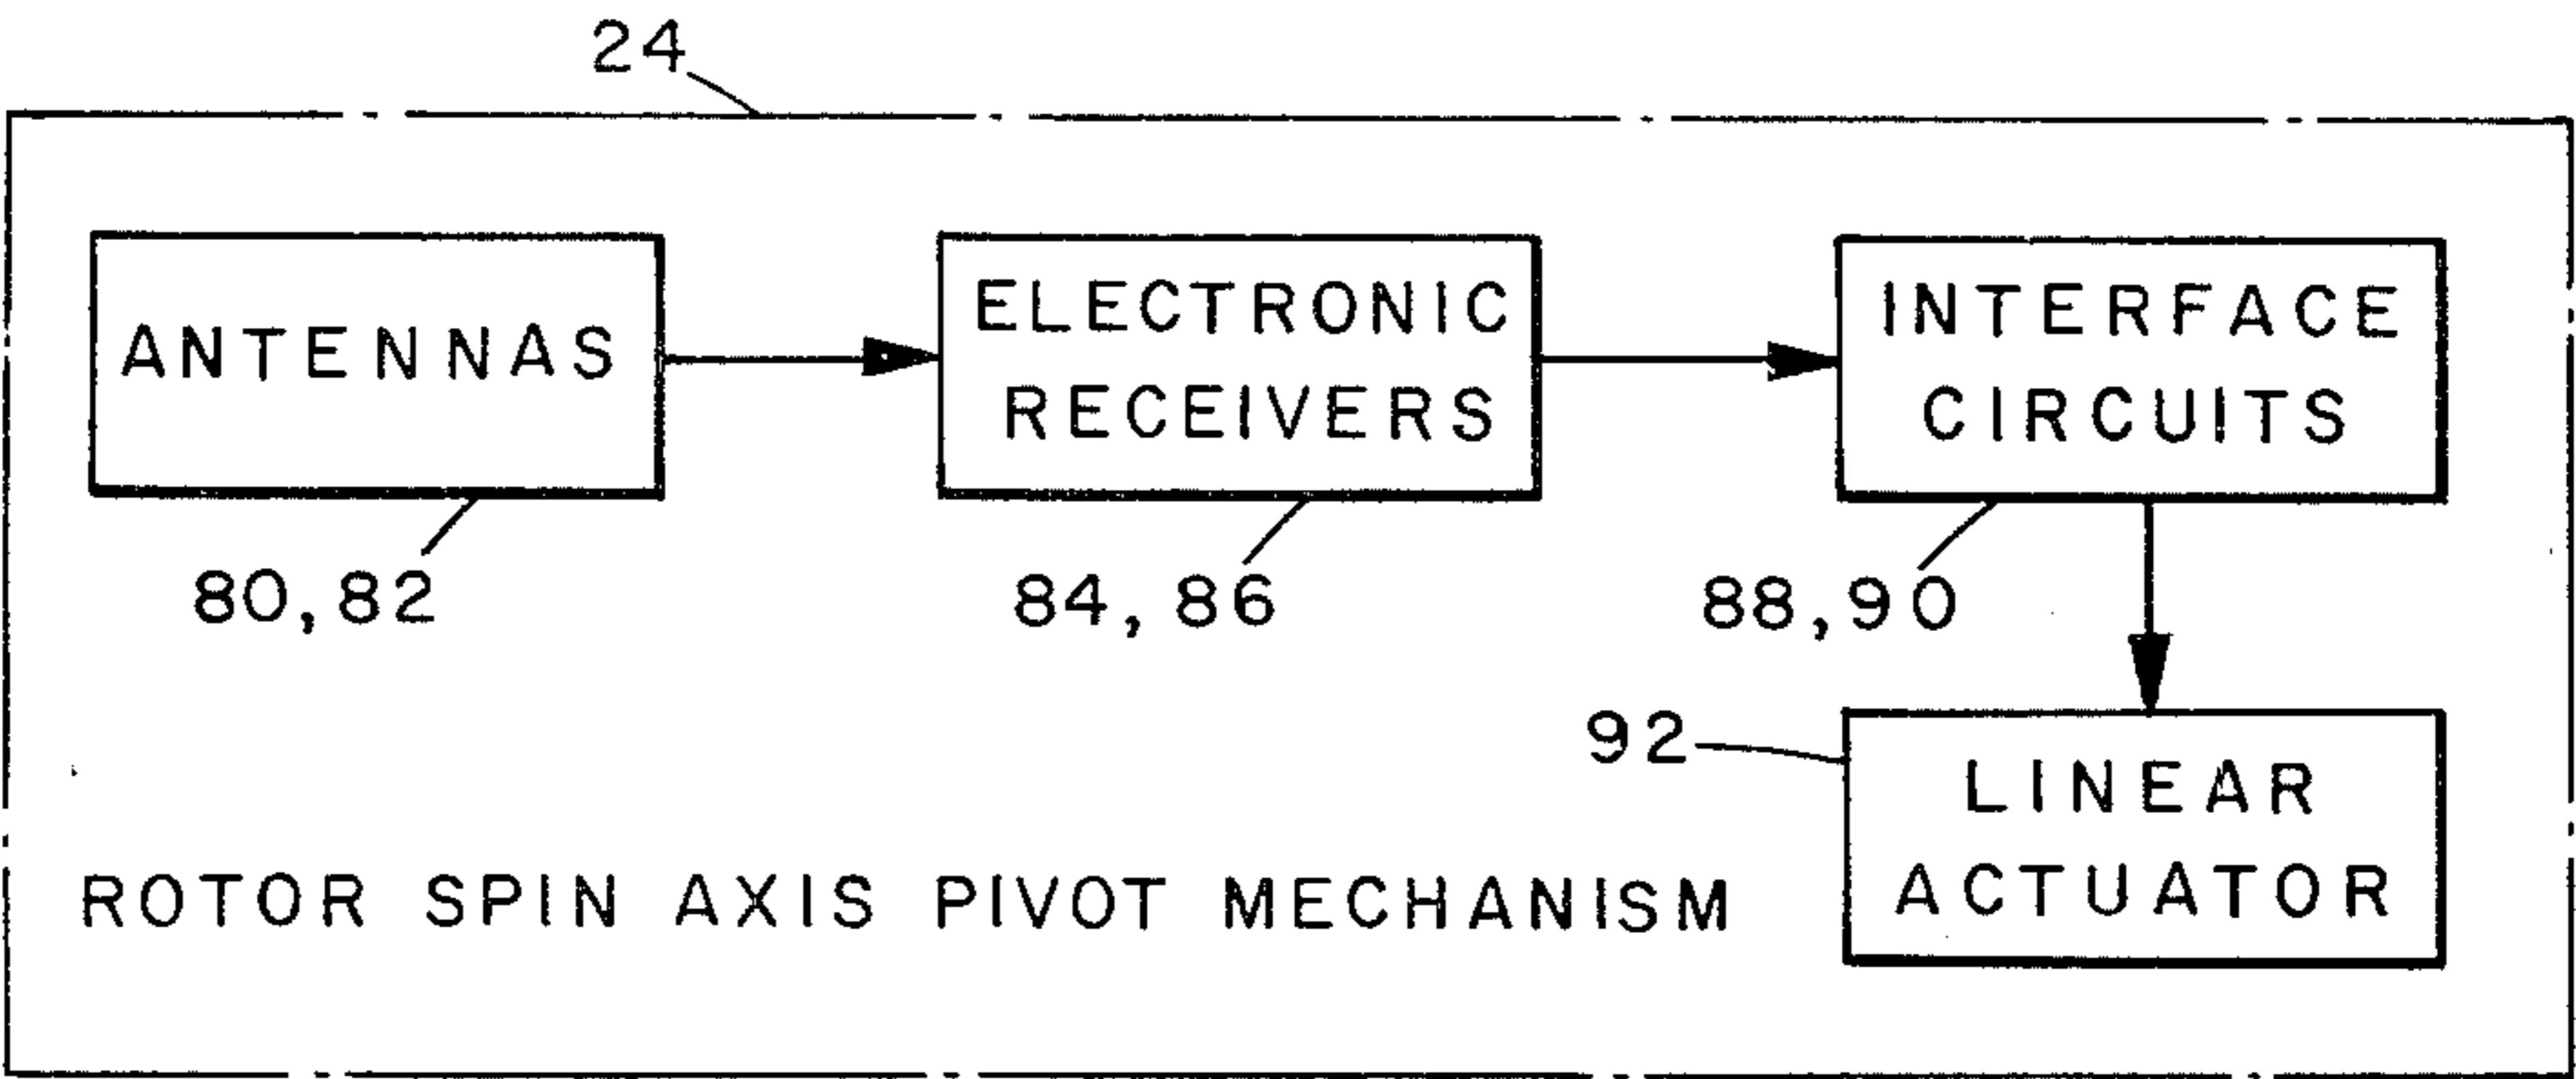 24
ANTENNAS
ELECTRONIC
RECEIVERS
INTERFACE
CIRCUITS
80, 82
84, 86
88, 90
92
LINEAR
ACTUATOR
ROTOR SPIN AXIS PIVOT MECHANISM